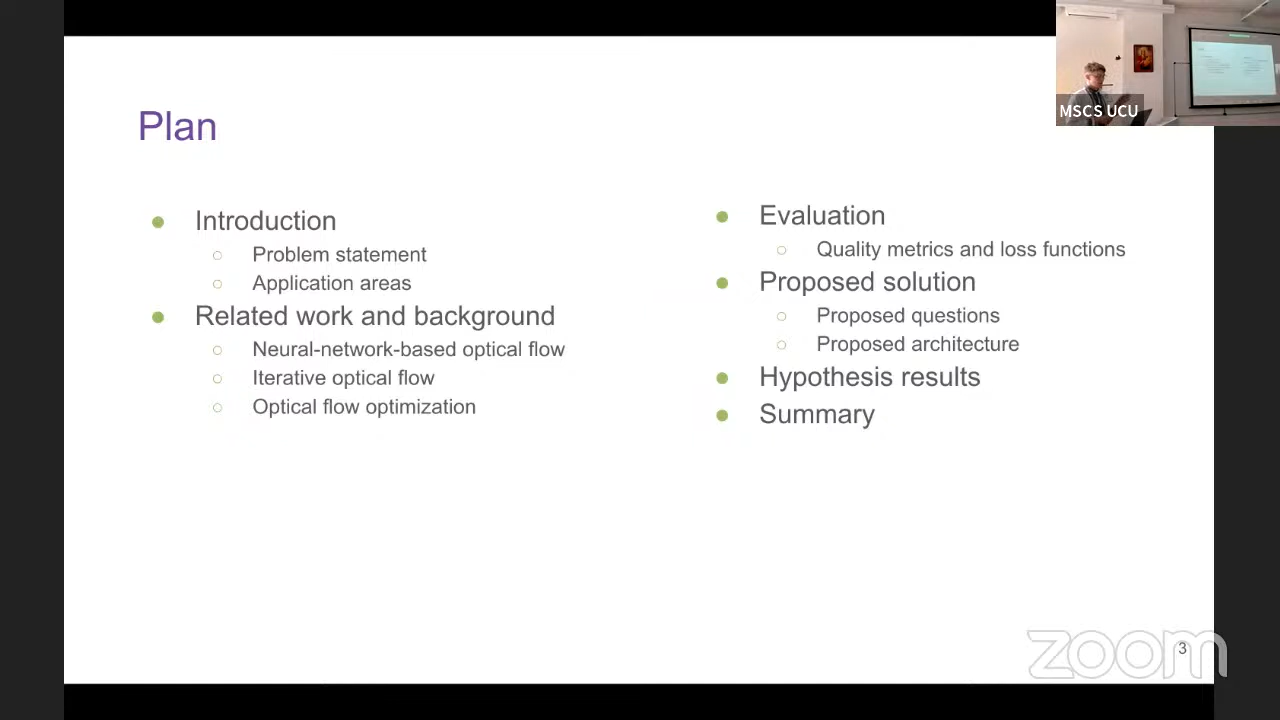 Plan
Introduction
Problem statement
Application areas
Related work and background
Neural-network-based optical flow
Iterative optical flow
Optical flow optimization
Evaluation
Quality metrics and loss functions
Proposed solution
Proposed questions
Proposed architecture
Hypothesis results
Summary
MSCS UCU
zoom
3